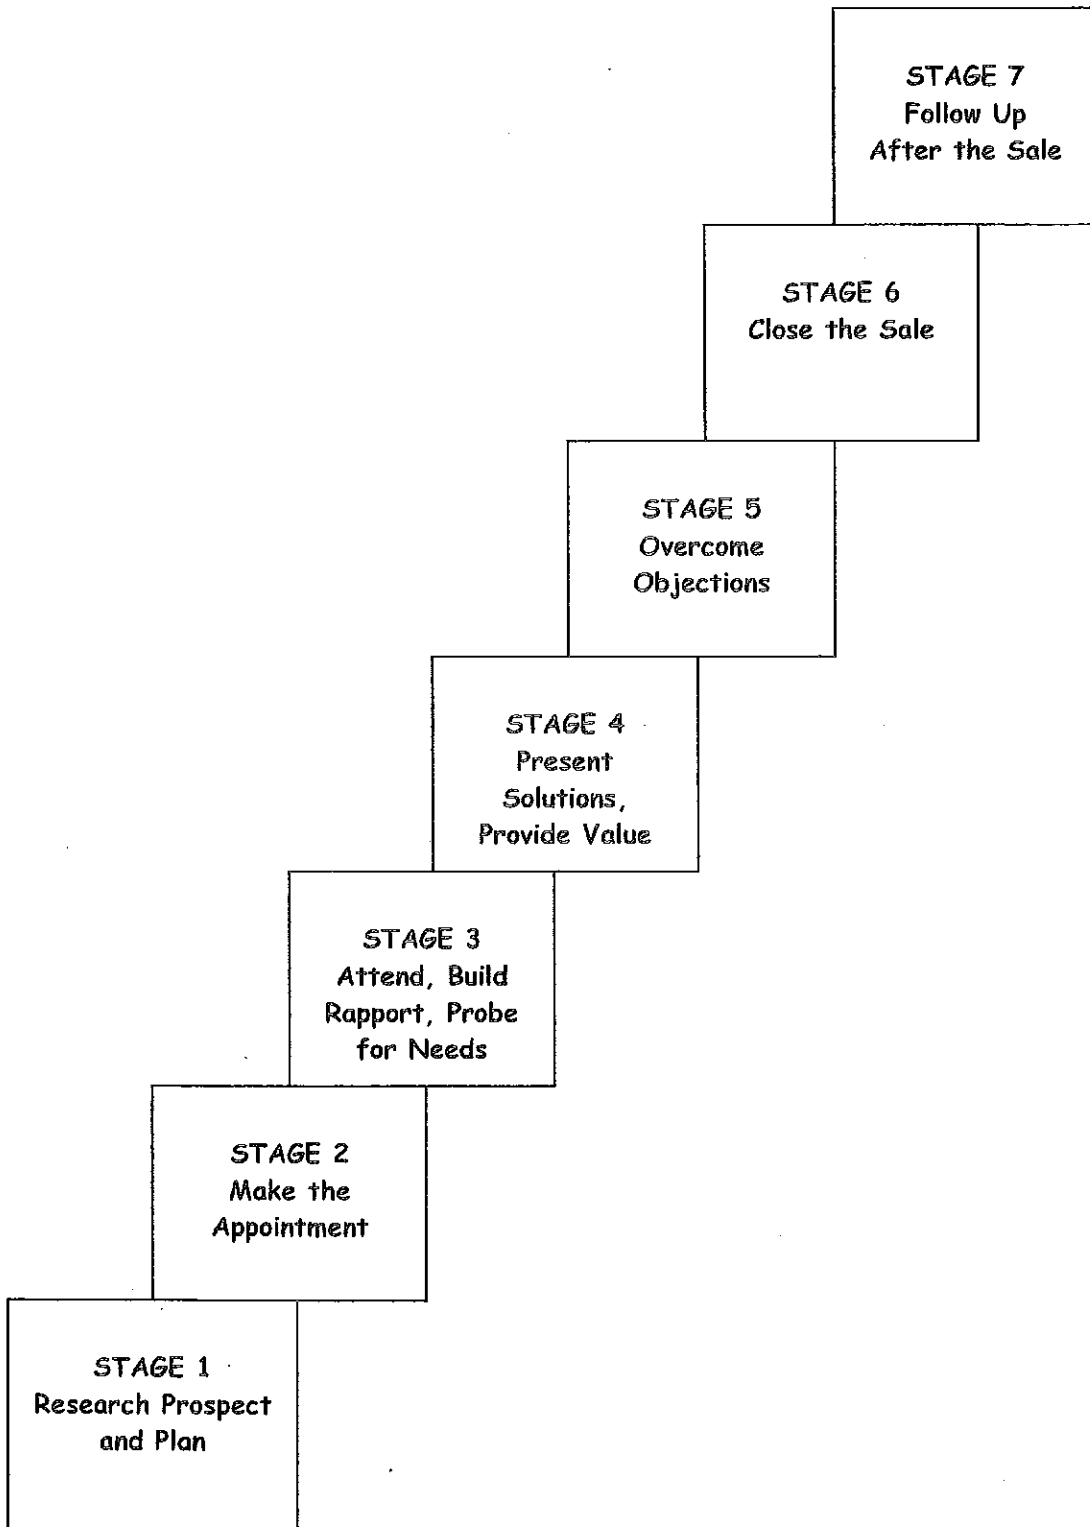 STAGE 7
Follow Up
After the Sale
STAGE 6
Close the Sale
STAGE 5
Overcome
Objections
STAGE 4
Present
Solutions,
Provide Value
STAGE 3
Attend, Build
Rapport, Probe
for Needs
STAGE 2
Make the
Appointment
STAGE 1
Research Prospect
and Plan